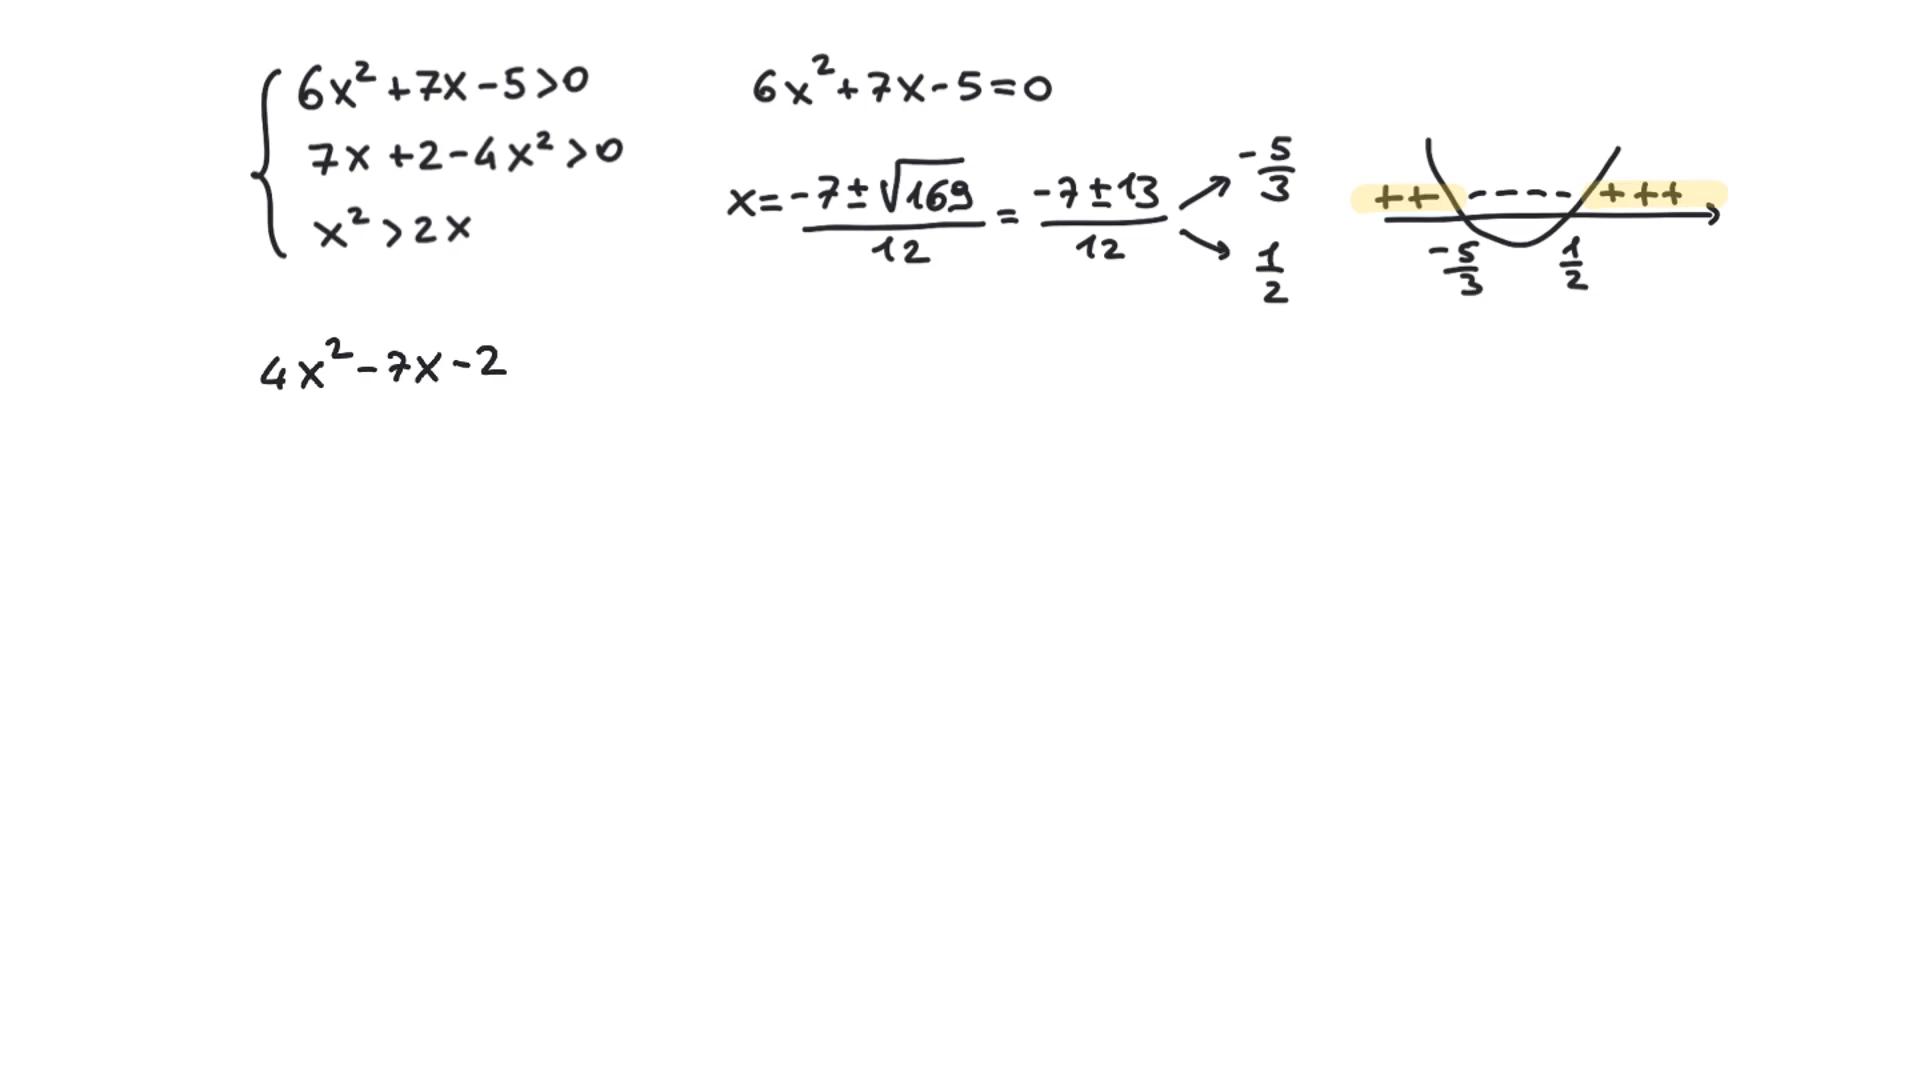 6x² + 7x - 5 > 0
7x + 2 - 4x² > 0
x² > 2x
6x² + 7x - 5 = 0
x = (-7 ± √169)/12 = (-7 ± 13)/12
-5/3
1/2
++ ---- +++
-5/3 1/2
4x² - 7x - 2